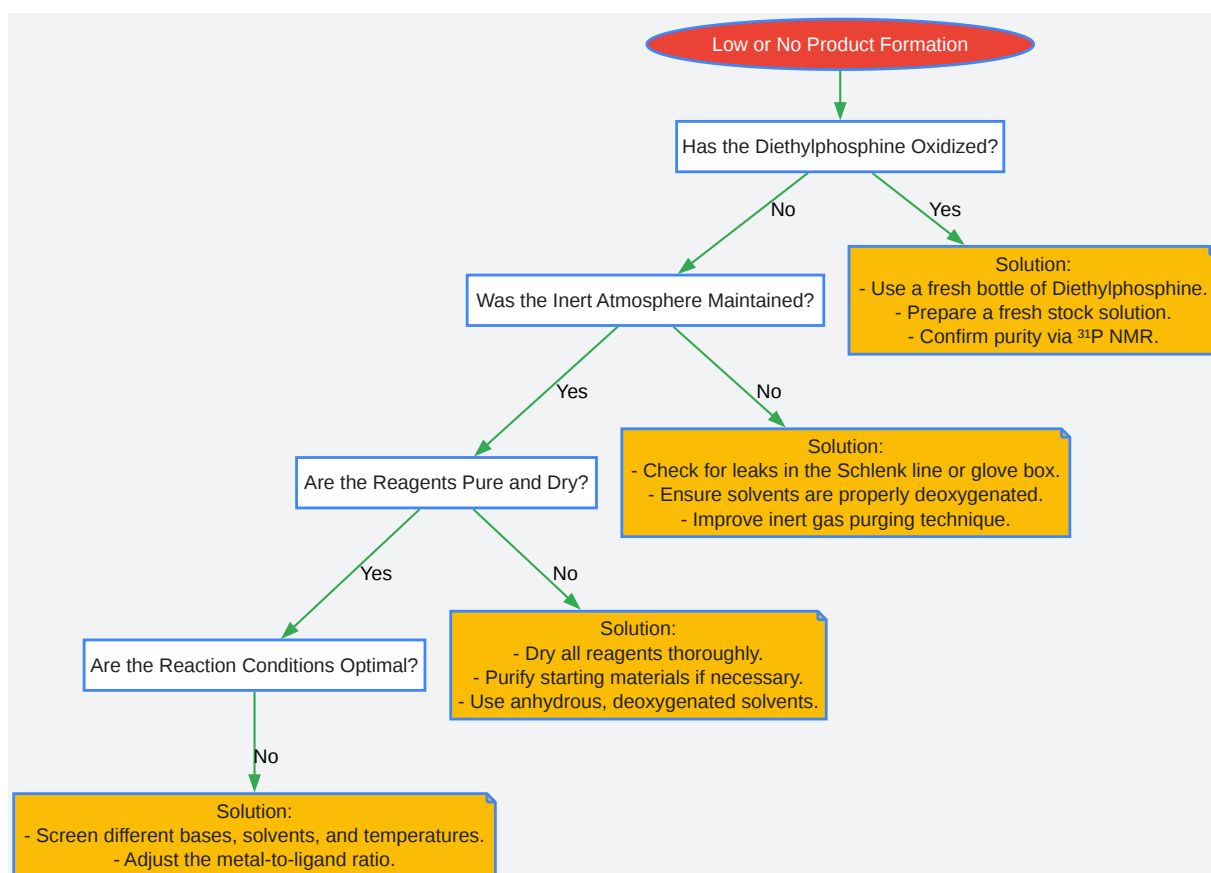 Low or No Product Formation
Has the Diethylphosphine Oxidized?
No
Yes
Solution:
- Use a fresh bottle of Diethylphosphine.
- Prepare a fresh stock solution.
- Confirm purity via ³¹P NMR.
Was the Inert Atmosphere Maintained?
Yes
No
Solution:
- Check for leaks in the Schlenk line or glove box.
- Ensure solvents are properly deoxygenated.
- Improve inert gas purging technique.
Are the Reagents Pure and Dry?
Yes
No
Solution:
- Dry all reagents thoroughly.
- Purify starting materials if necessary.
- Use anhydrous, deoxygenated solvents.
Are the Reaction Conditions Optimal?
No
Solution:
- Screen different bases, solvents, and temperatures.
- Adjust the metal-to-ligand ratio.